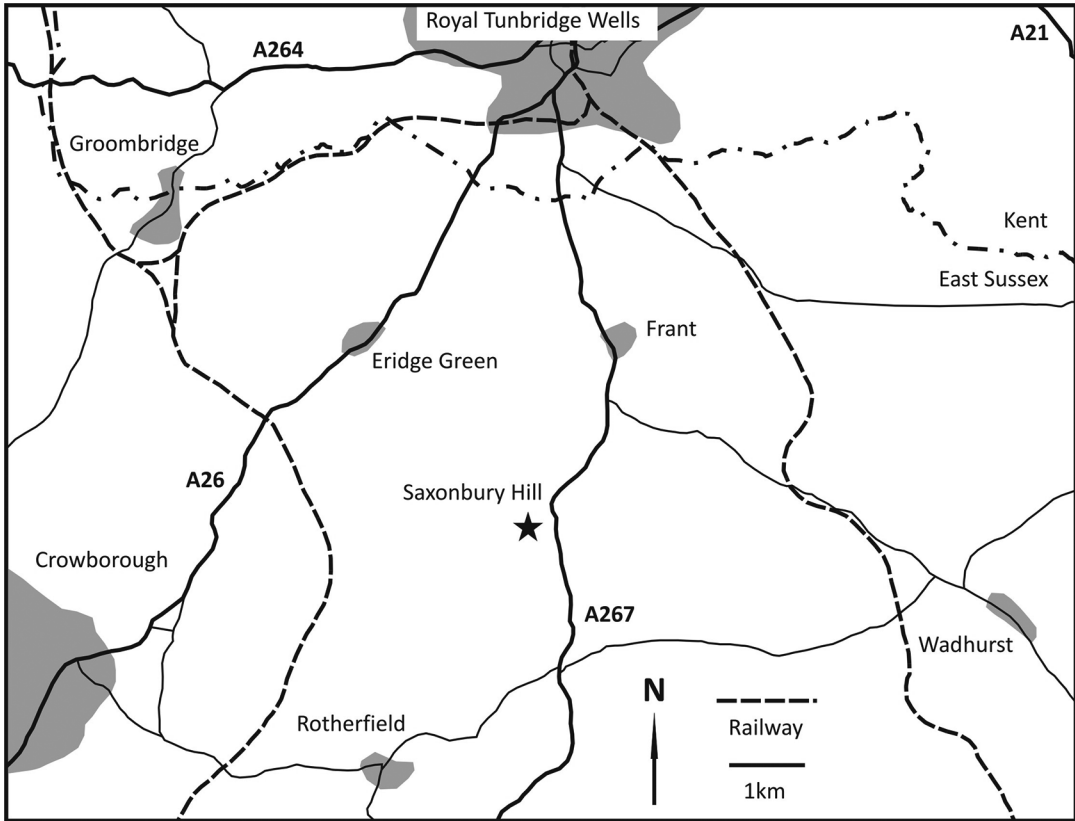 Royal Tunbridge Wells
A21
A264
Groombridge
Kent
East Sussex
Frant
Eridge Green
A26
Saxonbury Hill
Crowborough
A267
Wadhurst
N
Rotherfield
Railway
1km